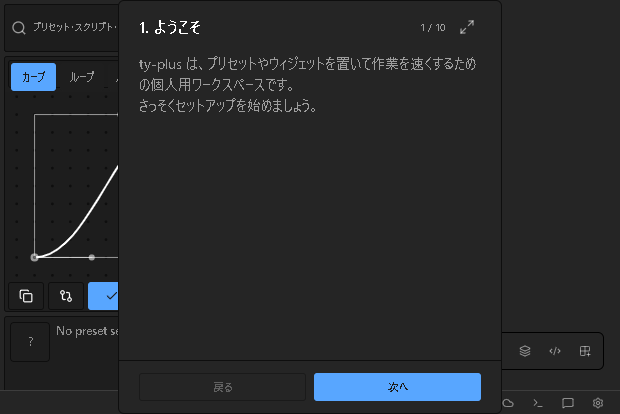 プリセット・スクリプト・
カーブ
ループ
1. ようこそ
1 / 10
ty-plus は、プリセットやウィジェットを置いて作業を速くするため
の個人用ワークスペースです。
さっそくセットアップを始めましょう。
?
No preset se
戻る
次へ